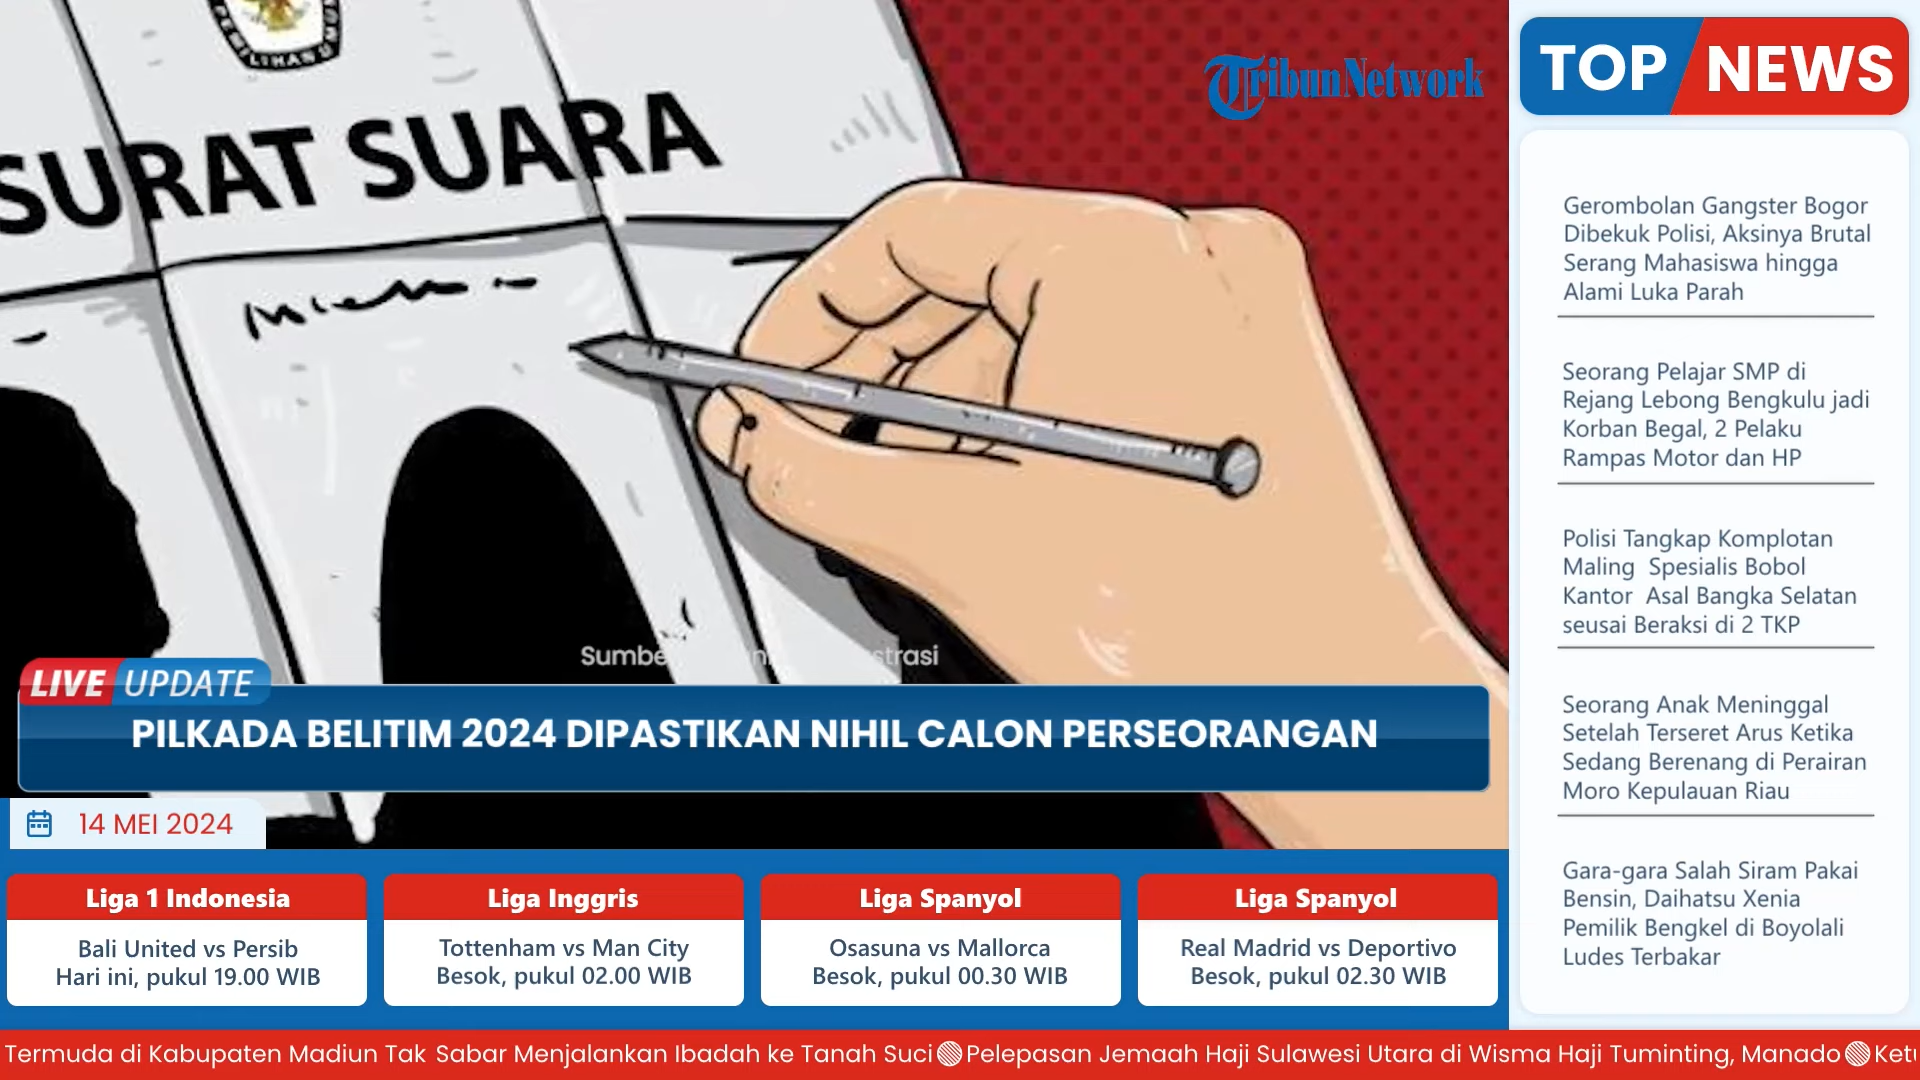 PEMILIHAN UMUM
SURAT SUARA
TribunNetwork
TOP NEWS
Gerombolan Gangster Bogor
Dibekuk Polisi, Aksinya Brutal
Serang Mahasiswa hingga
Alami Luka Parah
Seorang Pelajar SMP di
Rejang Lebong Bengkulu jadi
Korban Begal, 2 Pelaku
Rampas Motor dan HP
Polisi Tangkap Komplotan
Maling Spesialis Bobol
Kantor Asal Bangka Selatan
seusai Beraksi di 2 TKP
Seorang Anak Meninggal
Setelah Terseret Arus Ketika
Sedang Berenang di Perairan
Moro Kepulauan Riau
Gara-gara Salah Siram Pakai
Bensin, Daihatsu Xenia
Pemilik Bengkel di Boyolali
Ludes Terbakar
LIVE UPDATE
PILKADA BELITIM 2024 DIPASTIKAN NIHIL CALON PERSEORANGAN
14 MEI 2024
Liga 1 Indonesia
Bali United vs Persib
Hari ini, pukul 19.00 WIB
Liga Inggris
Tottenham vs Man City
Besok, pukul 02.00 WIB
Liga Spanyol
Osasuna vs Mallorca
Besok, pukul 00.30 WIB
Liga Spanyol
Real Madrid vs Deportivo
Besok, pukul 02.30 WIB
Termuda di Kabupaten Madiun Tak Sabar Menjalankan Ibadah ke Tanah Suci Pelepasan Jemaah Haji Sulawesi Utara di Wisma Haji Tuminting, Manado